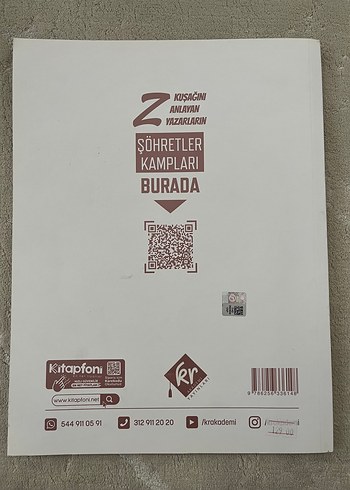 Z KUŞAĞINI
ANLAYAN
YAZARLARIN
ŞÖHRETLER
KAMPLARI
BURADA
Kitapfoni
kr
YAYINLARI
www.kitapfoni.net
544 911 05 91
312 911 20 20
/krakademi